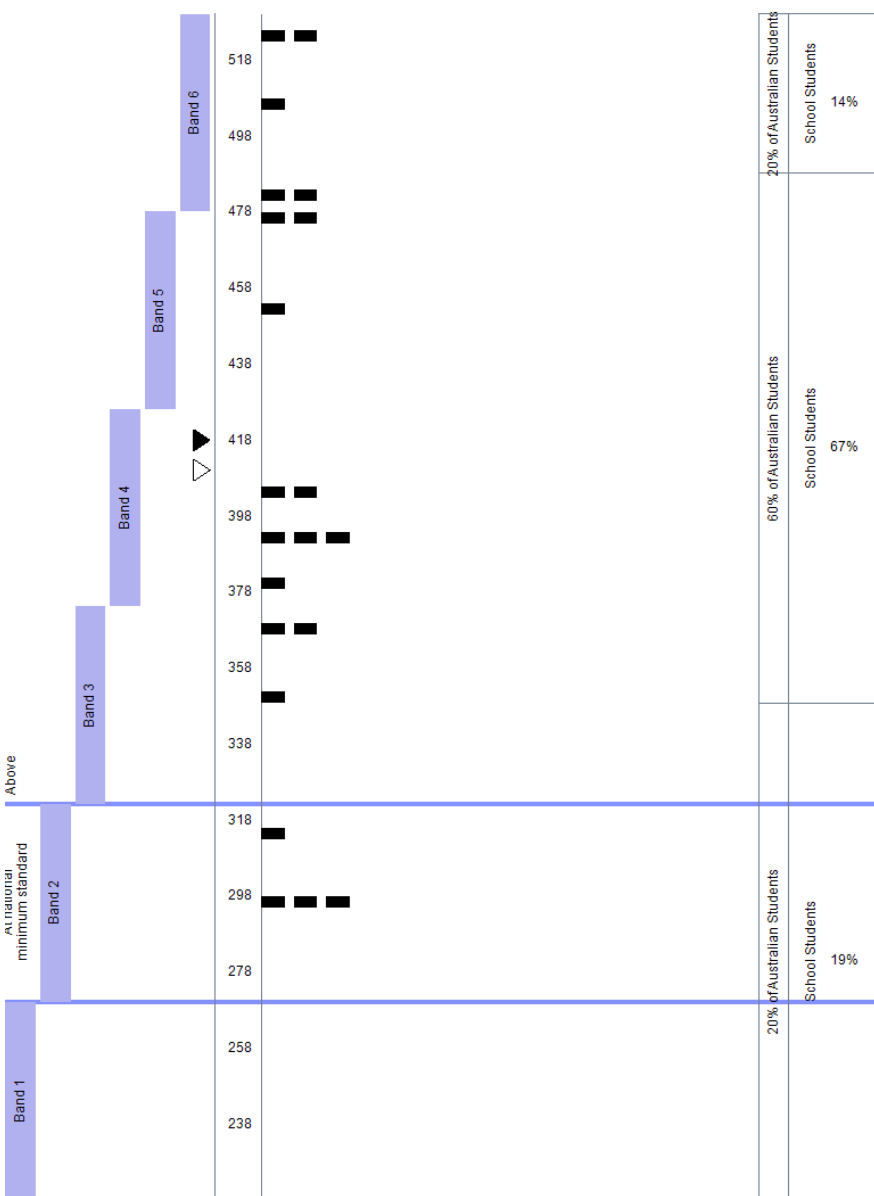 518
498
478
458
438
418
398
378
358
338
318
298
278
258
238
Band 6
Band 5
Band 4
Band 3
Band 2
Band 1
Above
At national
minimum standard
20% of Australian Students
School Students
14%
60% of Australian Students
School Students
67%
20% of Australian Students
School Students
19%